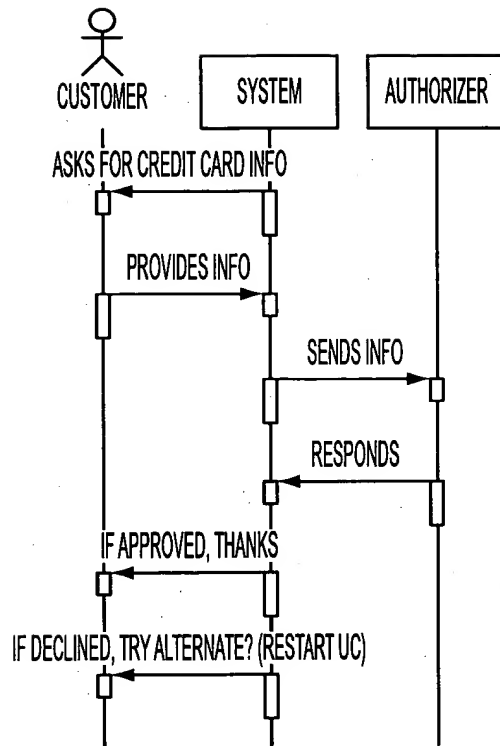 CUSTOMER
SYSTEM
AUTHORIZER
ASKS FOR CREDIT CARD INFO
PROVIDES INFO
SENDS INFO
RESPONDS
IF APPROVED, THANKS
IF DECLINED, TRY ALTERNATE? (RESTART UC)